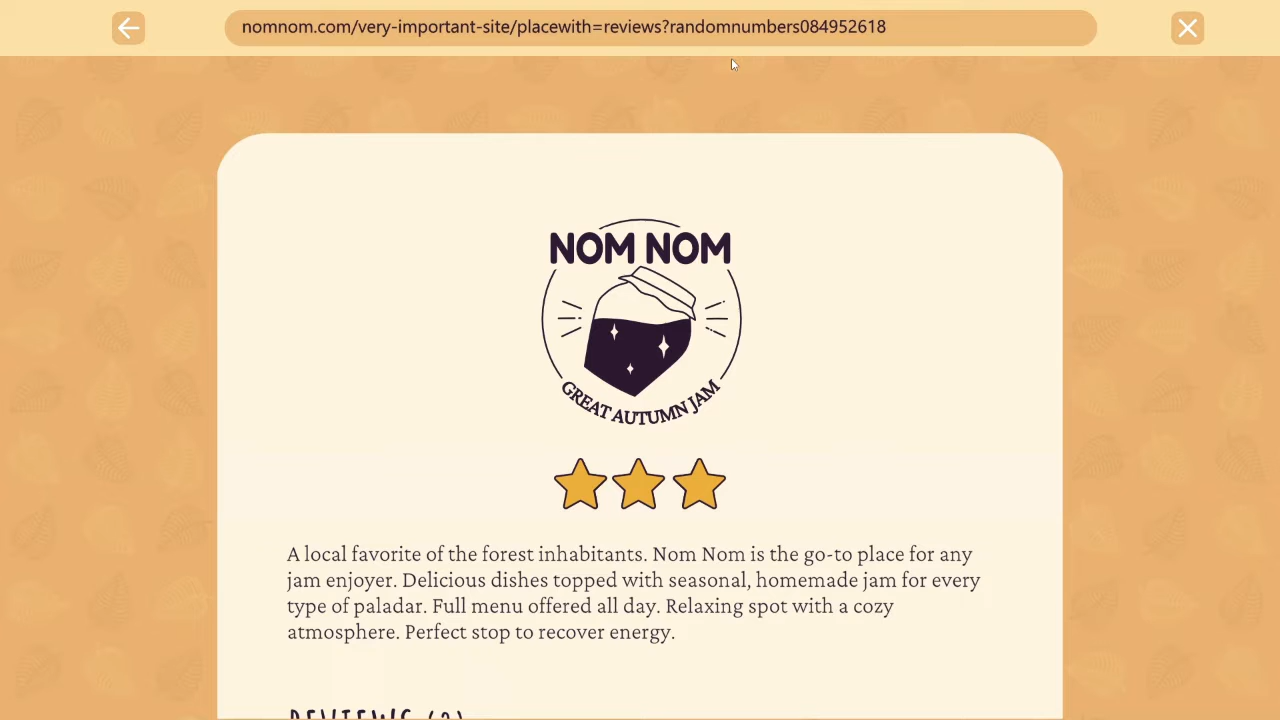 nomnom.com/very-important-site/placewith=reviews?randomnumbers084952618
NOM NOM
GREAT AUTUMN JAM
A local favorite of the forest inhabitants. Nom Nom is the go-to place for any
jam enjoyer. Delicious dishes topped with seasonal, homemade jam for every
type of paladar. Full menu offered all day. Relaxing spot with a cozy
atmosphere. Perfect stop to recover energy.
REVIEWS